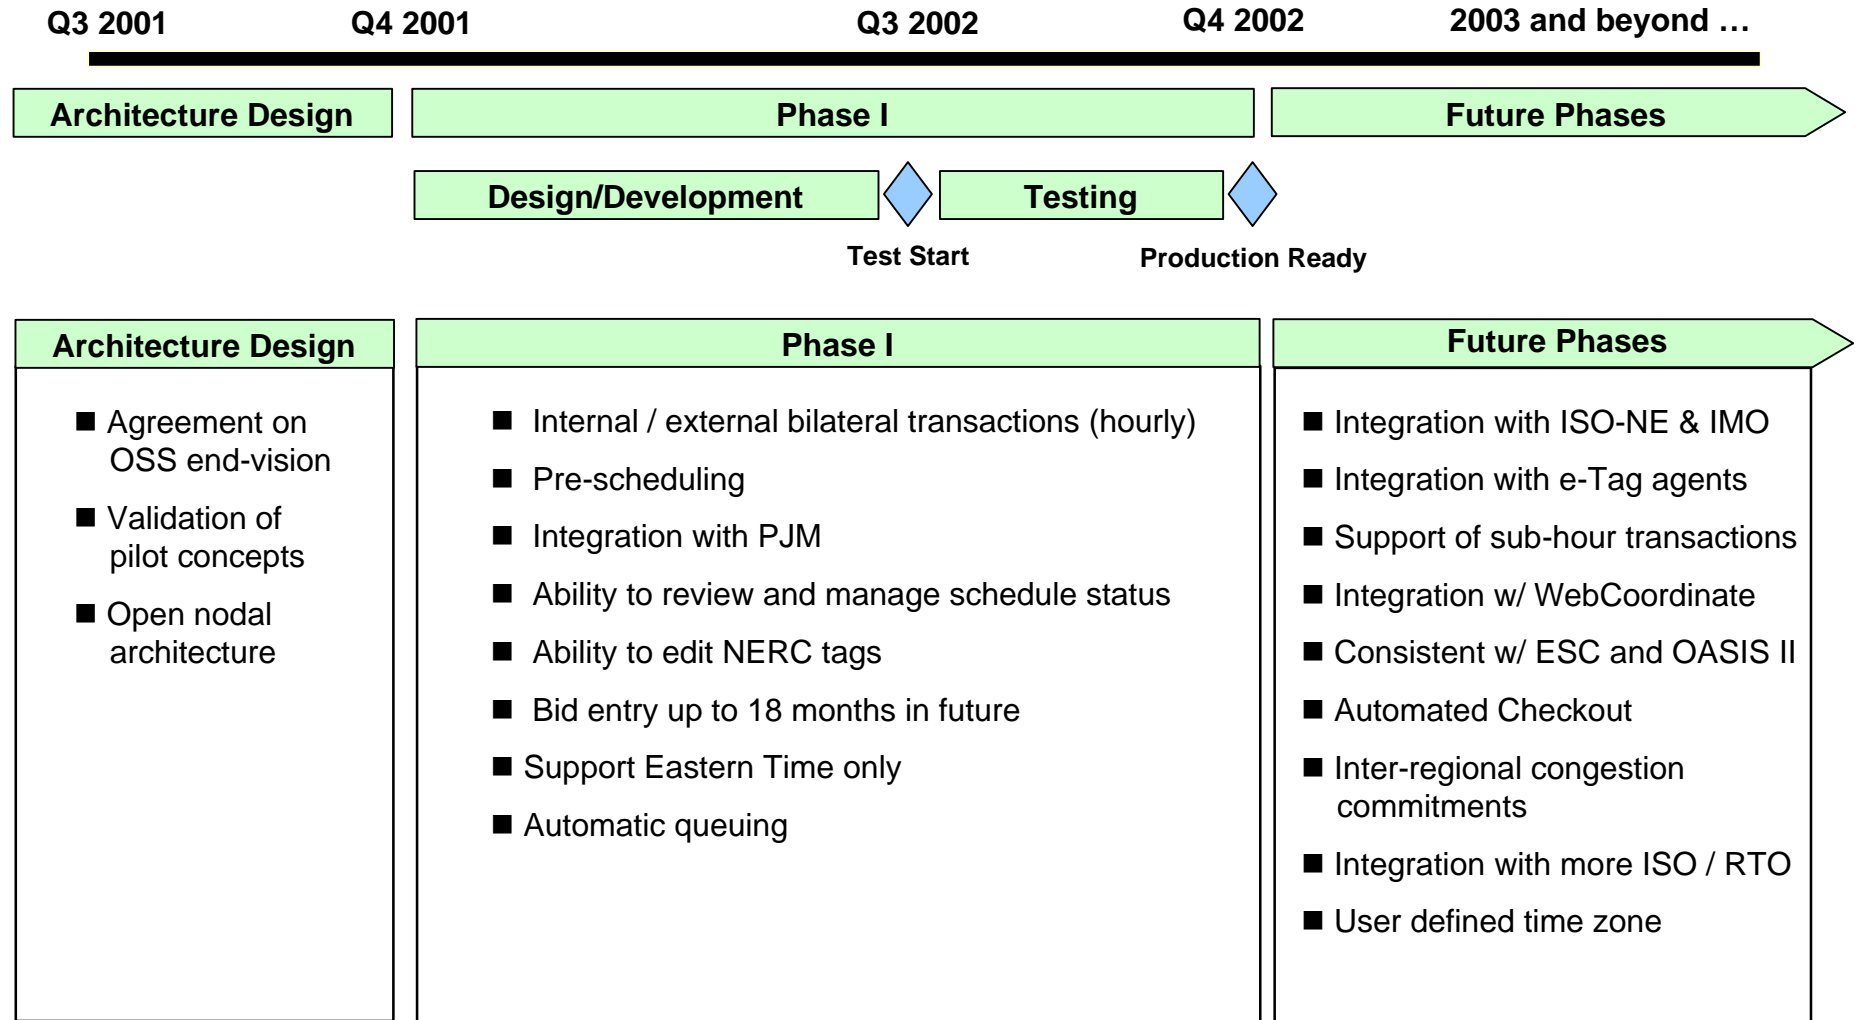 Q3 2001 Q4 2001 Q3 2002 Q4 2002 2003 and beyond …
Architecture Design Phase I Future Phases
Design/Development Testing
Test Start Production Ready
Architecture Design
■ Agreement on
OSS end-vision
■ Validation of
pilot concepts
■ Open nodal
architecture
Phase I
■ Internal / external bilateral transactions (hourly)
■ Pre-scheduling
■ Integration with PJM
■ Ability to review and manage schedule status
■ Ability to edit NERC tags
■ Bid entry up to 18 months in future
■ Support Eastern Time only
■ Automatic queuing
Future Phases
■ Integration with ISO-NE & IMO
■ Integration with e-Tag agents
■ Support of sub-hour transactions
■ Integration w/ WebCoordinate
■ Consistent w/ ESC and OASIS II
■ Automated Checkout
■ Inter-regional congestion
commitments
■ Integration with more ISO / RTO
■ User defined time zone